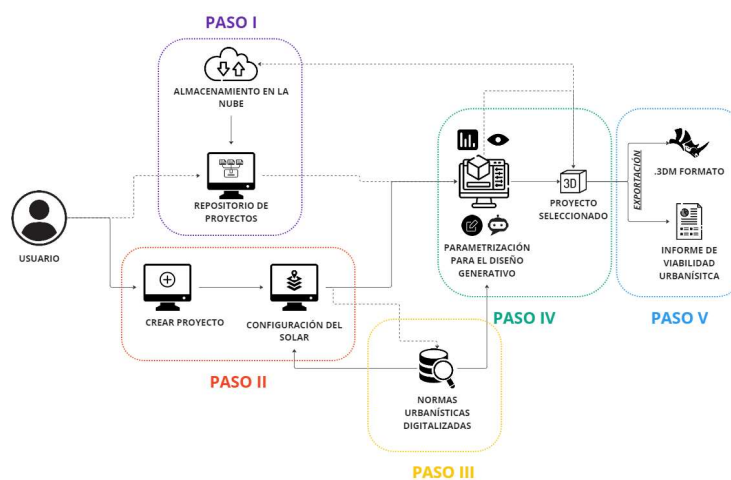 PASO I
ALMACENAMIENTO EN LA
NUBE
REPOSITORIO DE
PROYECTOS
USUARIO
CREAR PROYECTO
CONFIGURACIÓN DEL
SOLAR
PASO II
NORMAS
URBANÍSTICAS
DIGITALIZADAS
PASO III
PARAMETRIZACIÓN
PARA EL DISEÑO
GENERATIVO
3D
PROYECTO
SELECCIONADO
PASO IV
EXPORTACIÓN
.3DM FORMATO
INFORME DE
VIABILIDAD
URBANÍSITCA
PASO V